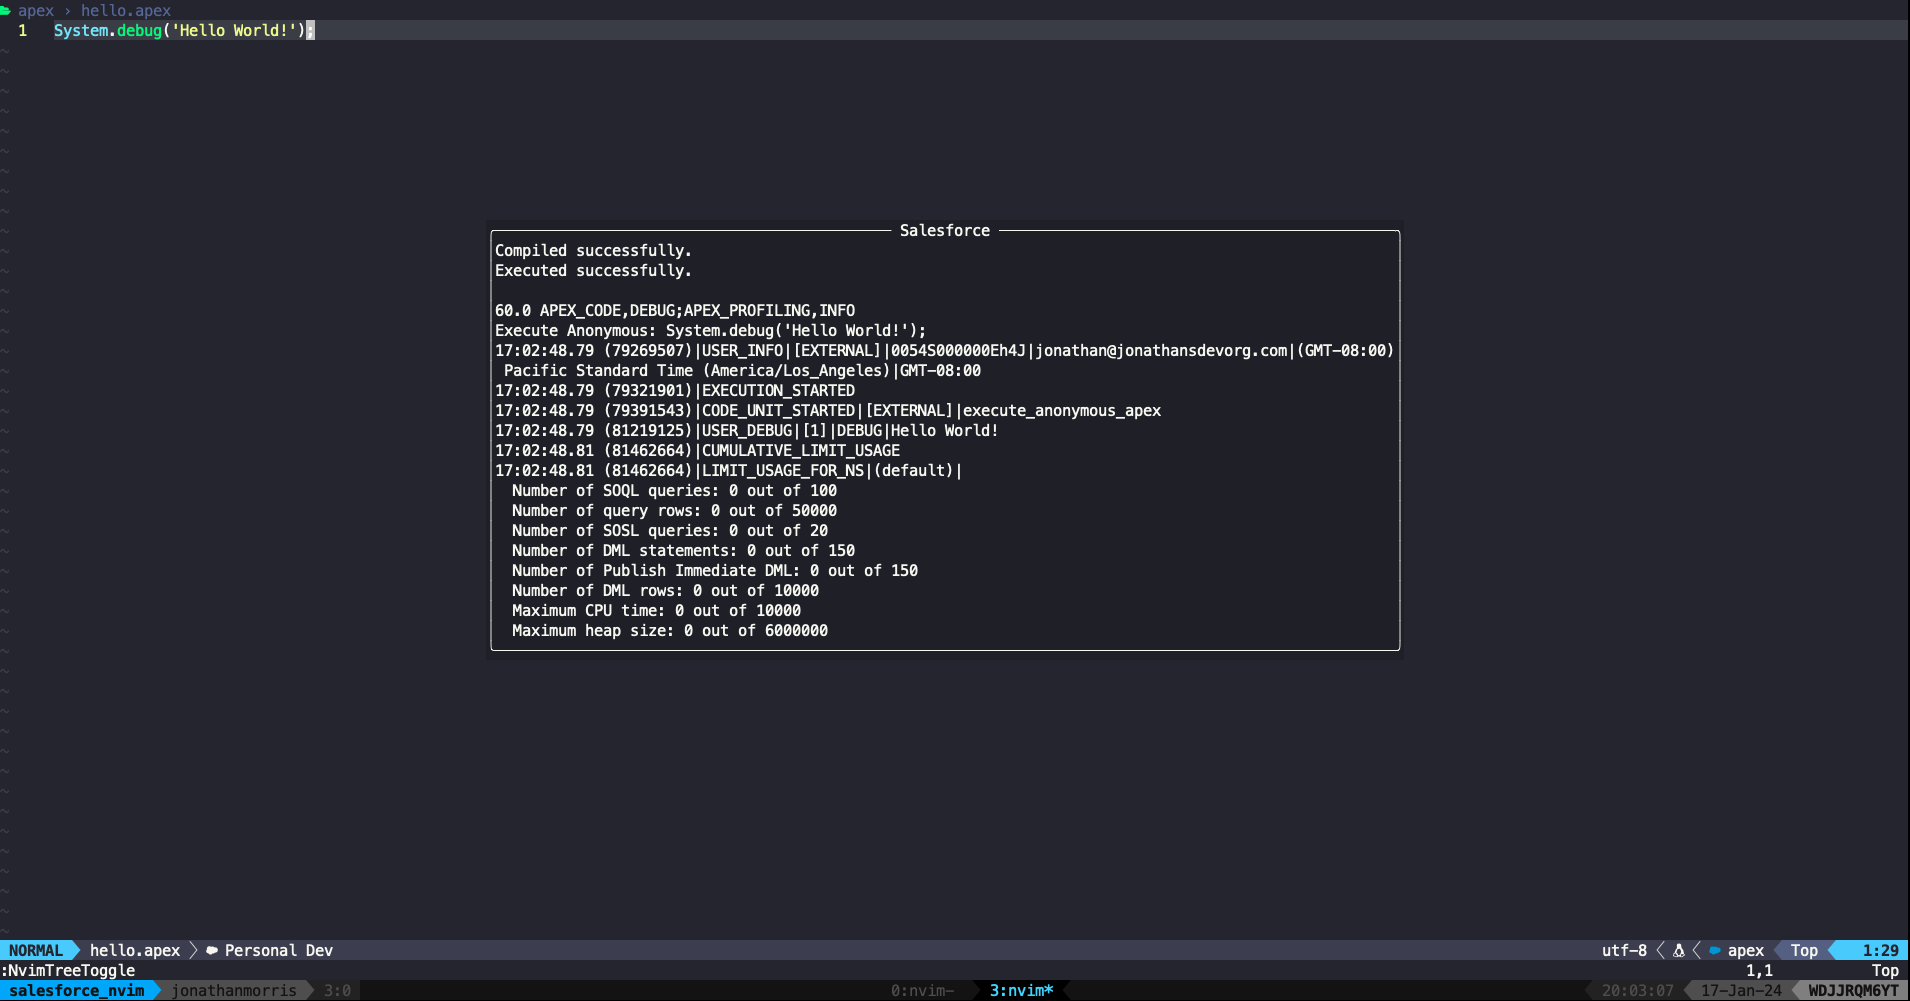 apex › hello.apex
1 System.debug('Hello World!');
Salesforce
Compiled successfully.
Executed successfully.
60.0 APEX_CODE,DEBUG;APEX_PROFILING,INFO
Execute Anonymous: System.debug('Hello World!');
17:02:48.79 (79269507)|USER_INFO|[EXTERNAL]|0054S000000Eh4J|jonathan@jonathansdevorg.com|(GMT-08:00)
Pacific Standard Time (America/Los_Angeles)|GMT-08:00
17:02:48.79 (79321901)|EXECUTION_STARTED
17:02:48.79 (79391543)|CODE_UNIT_STARTED|[EXTERNAL]|execute_anonymous_apex
17:02:48.79 (81219125)|USER_DEBUG|[1]|DEBUG|Hello World!
17:02:48.81 (81462664)|CUMULATIVE_LIMIT_USAGE
17:02:48.81 (81462664)|LIMIT_USAGE_FOR_NS|(default)|
Number of SOQL queries: 0 out of 100
Number of query rows: 0 out of 50000
Number of SOSL queries: 0 out of 20
Number of DML statements: 0 out of 150
Number of Publish Immediate DML: 0 out of 150
Number of DML rows: 0 out of 10000
Maximum CPU time: 0 out of 10000
Maximum heap size: 0 out of 6000000
NORMAL hello.apex Personal Dev utf-8 apex Top 1:29
:NvimTreeToggle 1,1 Top
salesforce_nvim jonathanmorris 3:0 0:nvim- 3:nvim* 20:03:07 17-Jan-24 WDJJRQM6YT